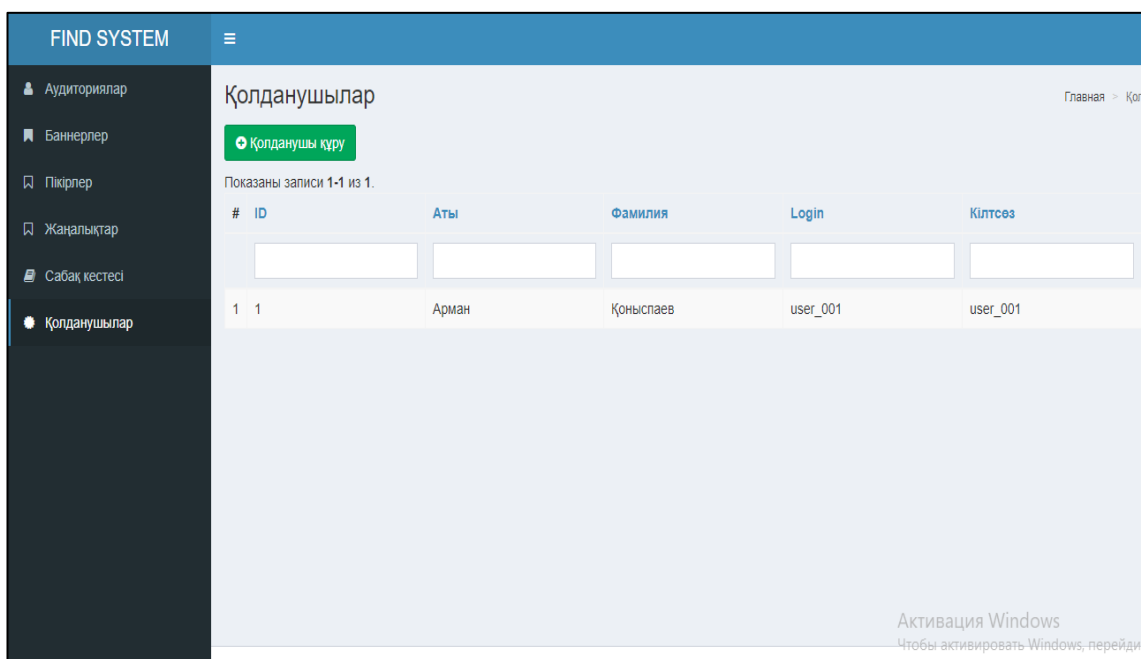 FIND SYSTEM
Аудиториялар
Баннерлер
Пікірлер
Жаңалықтар
Сабақ кестесі
Қолданушылар
Қолданушылар
Главная >
Қолданушы құру
Показаны записи 1-1 из 1.
# ID Аты Фамилия Login Кілтсөз
1 1 Арман Қоныспаев user_001 user_001
Активация Windows
Чтобы активировать Windows,